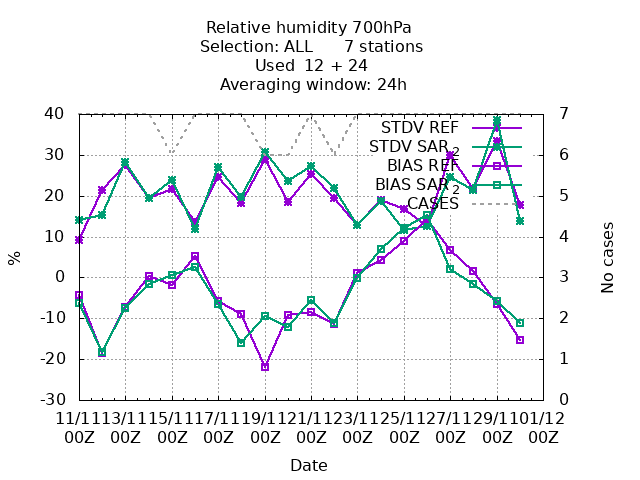 Relative humidity 700hPa
Selection: ALL 7 stations
Used 12 + 24
Averaging window: 24h
40
30
20
10
0
-10
-20
-30
%
7
6
5
4
3
2
1
0
No cases
STDV REF
STDV SAR_2
BIAS REF
BIAS SAR_2
CASES
11/11 13/11 15/11 17/11 19/11 21/11 23/11 25/11 27/11 29/11 01/12
00Z 00Z 00Z 00Z 00Z 00Z 00Z 00Z 00Z 00Z 00Z
Date